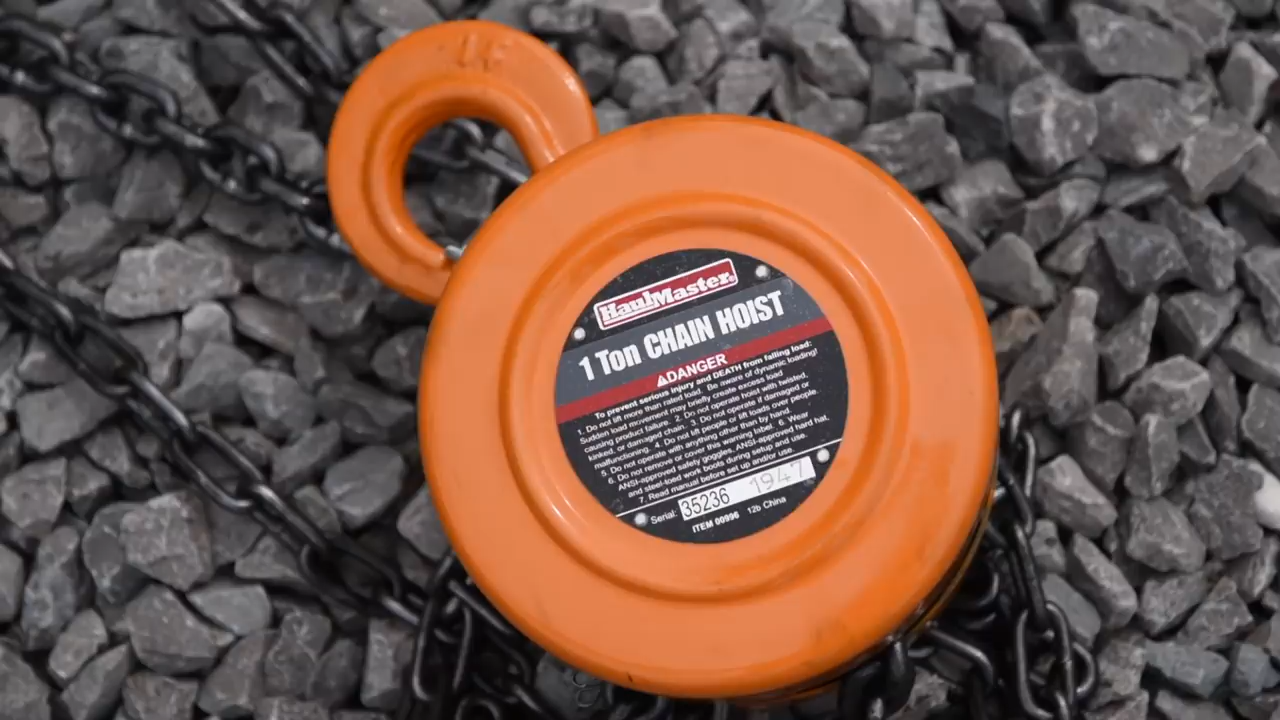 1T
HaulMaster®
1 Ton CHAIN HOIST
⚠DANGER
To prevent serious injury and DEATH from falling load:
1. Do not lift more than rated load. Be aware of dynamic loading!
Sudden load movement may briefly create excess load
causing product failure. 2. Do not operate hoist with twisted,
kinked, or damaged chain. 3. Do not operate if damaged or
malfunctioning. 4. Do not lift people or lift loads over people.
5. Do not operate with anything other than by hand.
6. Do not remove or cover this warning label. 6. Wear
ANSI-approved safety goggles, ANSI-approved hard hat,
and steel-toed work boots during setup and use.
7. Read manual before set up and/or use.
Serial: 35236 1947
ITEM 00996 12b China